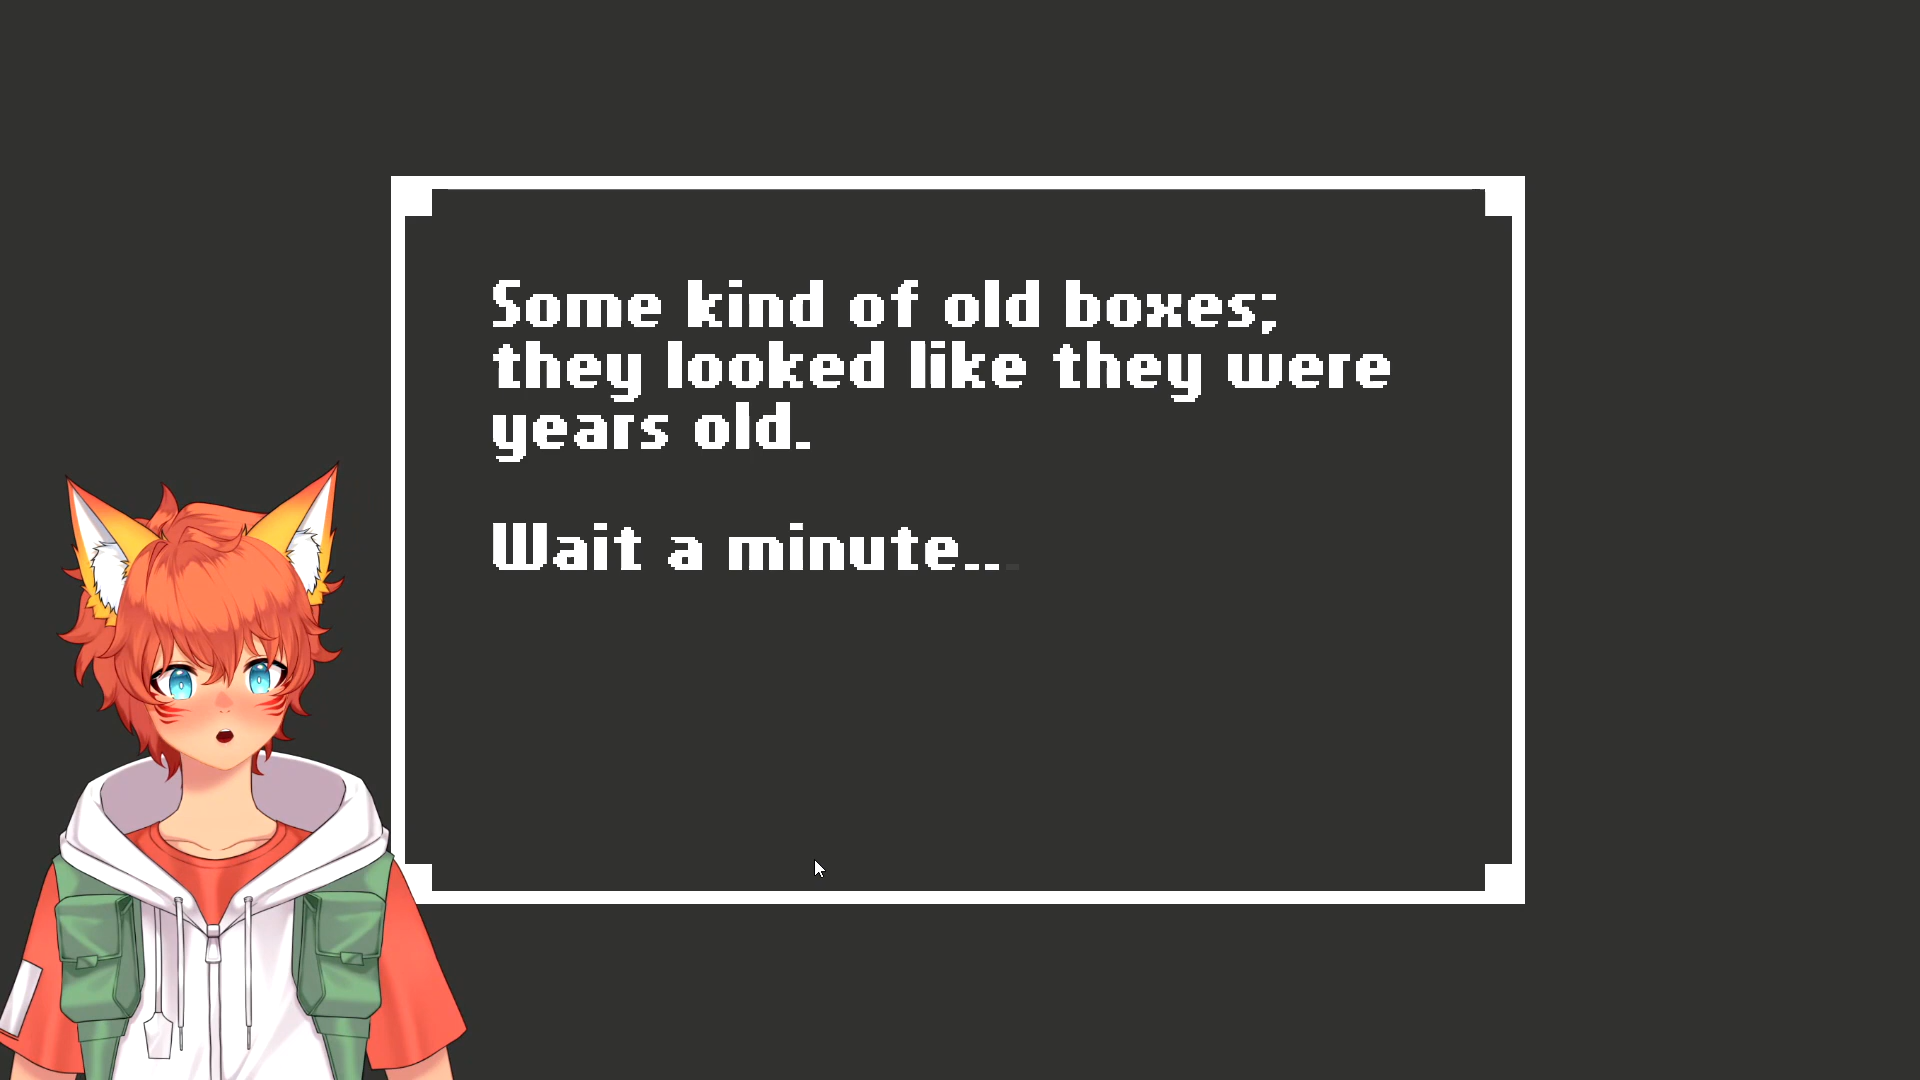 Some kind of old boxes;
they looked like they were
years old.
Wait a minute...